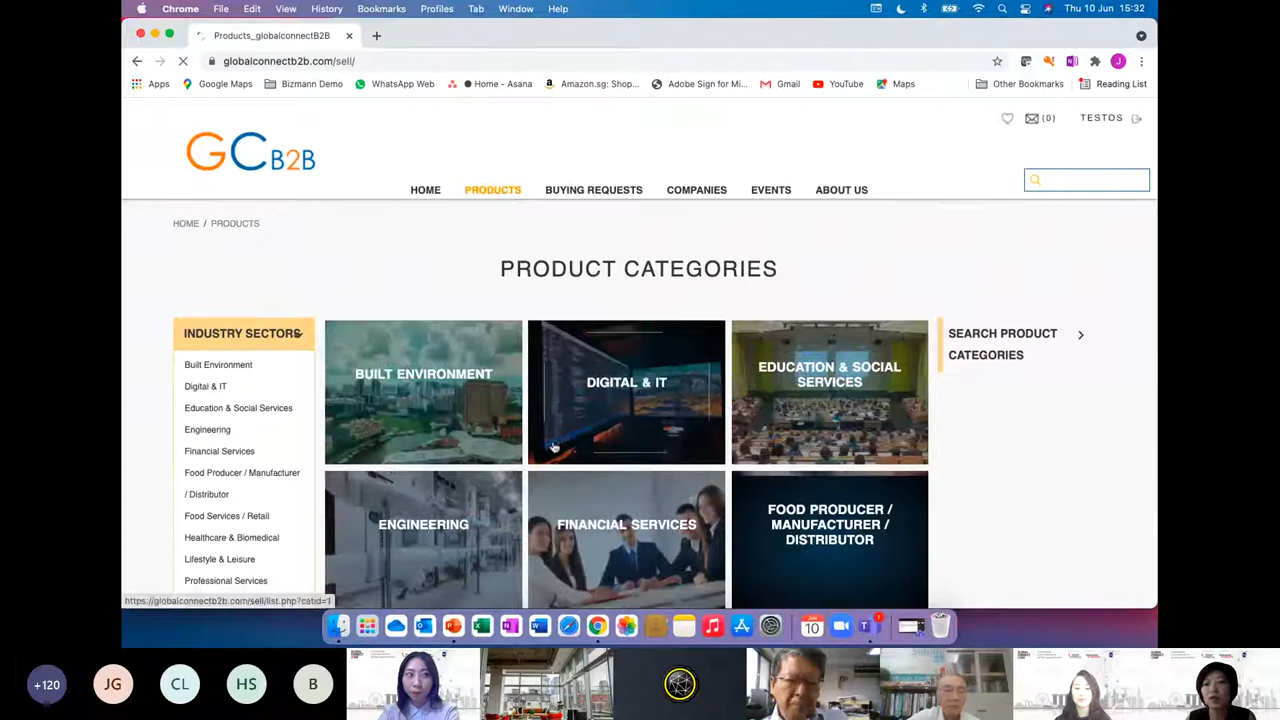 Chrome File Edit View History Bookmarks Profiles Tab Window Help Thu 10 Jun 15:32
Products_globalconnectB2B
globalconnectb2b.com/sell/
J
Apps Google Maps Bizmann Demo WhatsApp Web Home - Asana Amazon.sg: Shop... Adobe Sign for Mi... Gmail YouTube Maps Other Bookmarks Reading List
(0) TESTOS
GC B2B
HOME PRODUCTS BUYING REQUESTS COMPANIES EVENTS ABOUT US
HOME / PRODUCTS
PRODUCT CATEGORIES
INDUSTRY SECTORS
Built Environment
Digital & IT
Education & Social Services
Engineering
Financial Services
Food Producer / Manufacturer
/ Distributor
Food Services / Retail
Healthcare & Biomedical
Lifestyle & Leisure
Professional Services
BUILT ENVIRONMENT
DIGITAL & IT
EDUCATION & SOCIAL
SERVICES
ENGINEERING
FINANCIAL SERVICES
FOOD PRODUCER /
MANUFACTURER /
DISTRIBUTOR
SEARCH PRODUCT
CATEGORIES
https://globalconnectb2b.com/sell/list.php?catid=1
JUN
10
1
+120
JG
CL
HS
B